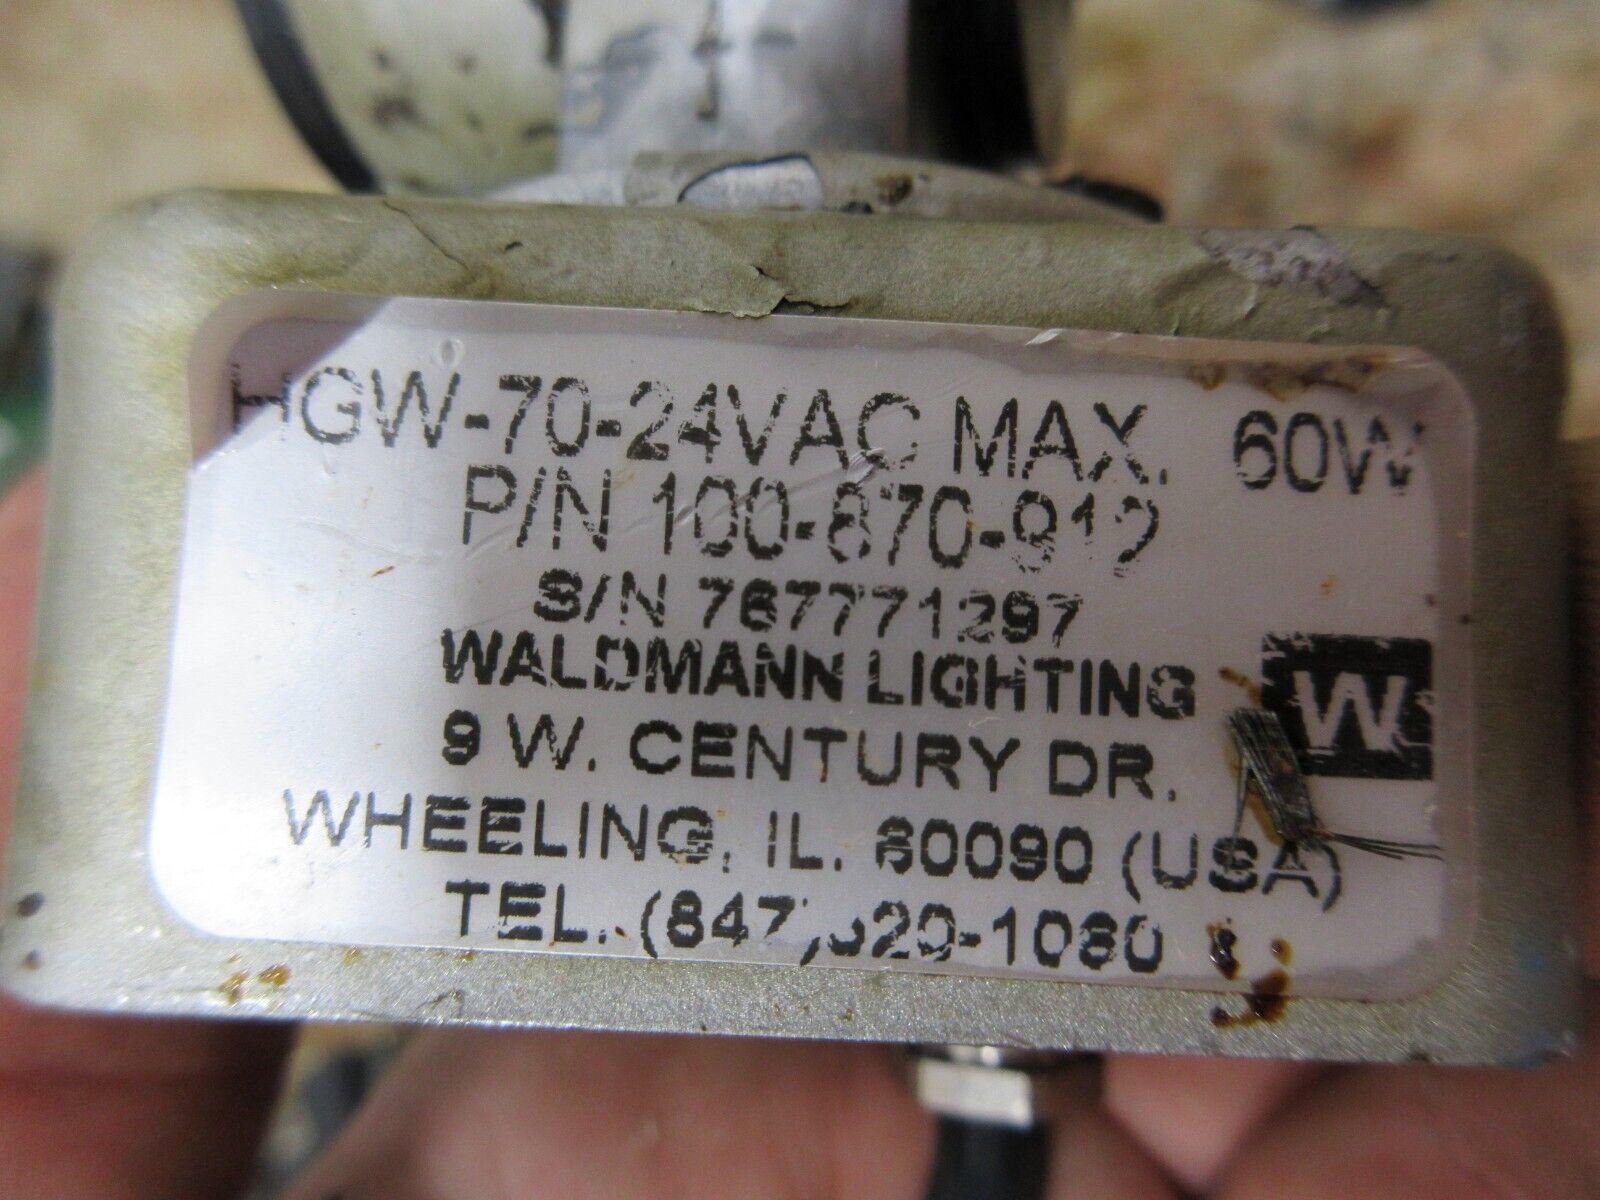 HGW-70-24VAC MAX. 60W
P/N 100-870-912
S/N 767771297
WALDMANN LIGHTING
W
9 W. CENTURY DR.
WHEELING, IL. 60090 (USA)
TEL. (847)520-1060